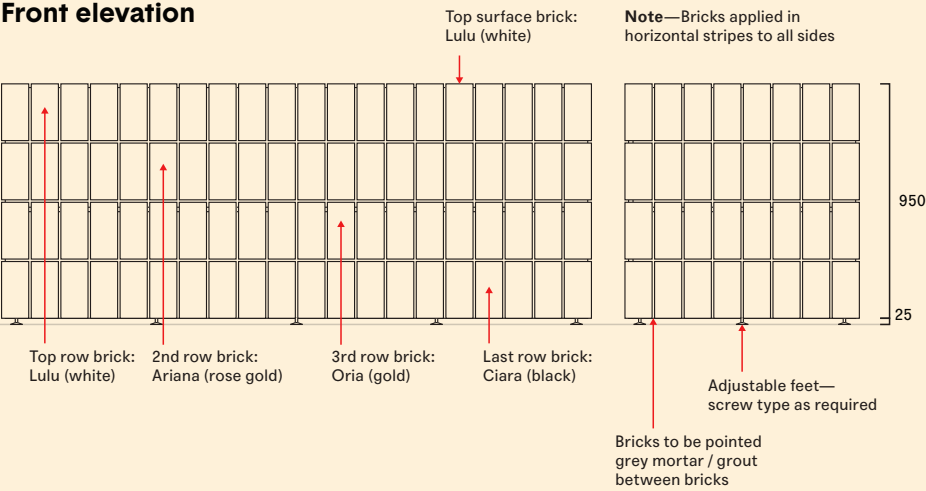 Front elevation
Top surface brick:
Lulu (white)
Note—Bricks applied in
horizontal stripes to all sides
950
25
Top row brick:
Lulu (white)
2nd row brick:
Ariana (rose gold)
3rd row brick:
Oria (gold)
Last row brick:
Ciara (black)
Adjustable feet—
screw type as required
Bricks to be pointed
grey mortar / grout
between bricks